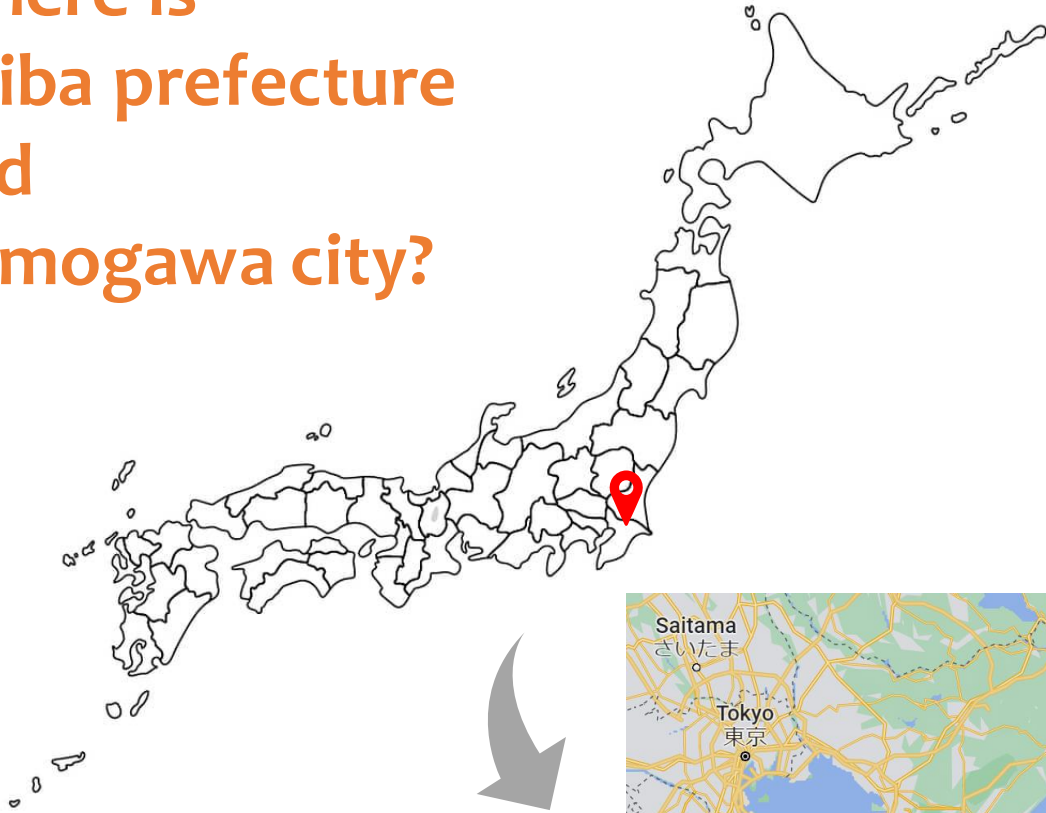 here is
iba prefecture
d
mogawa city?
Saitama
さいたま
Tokyo
東京